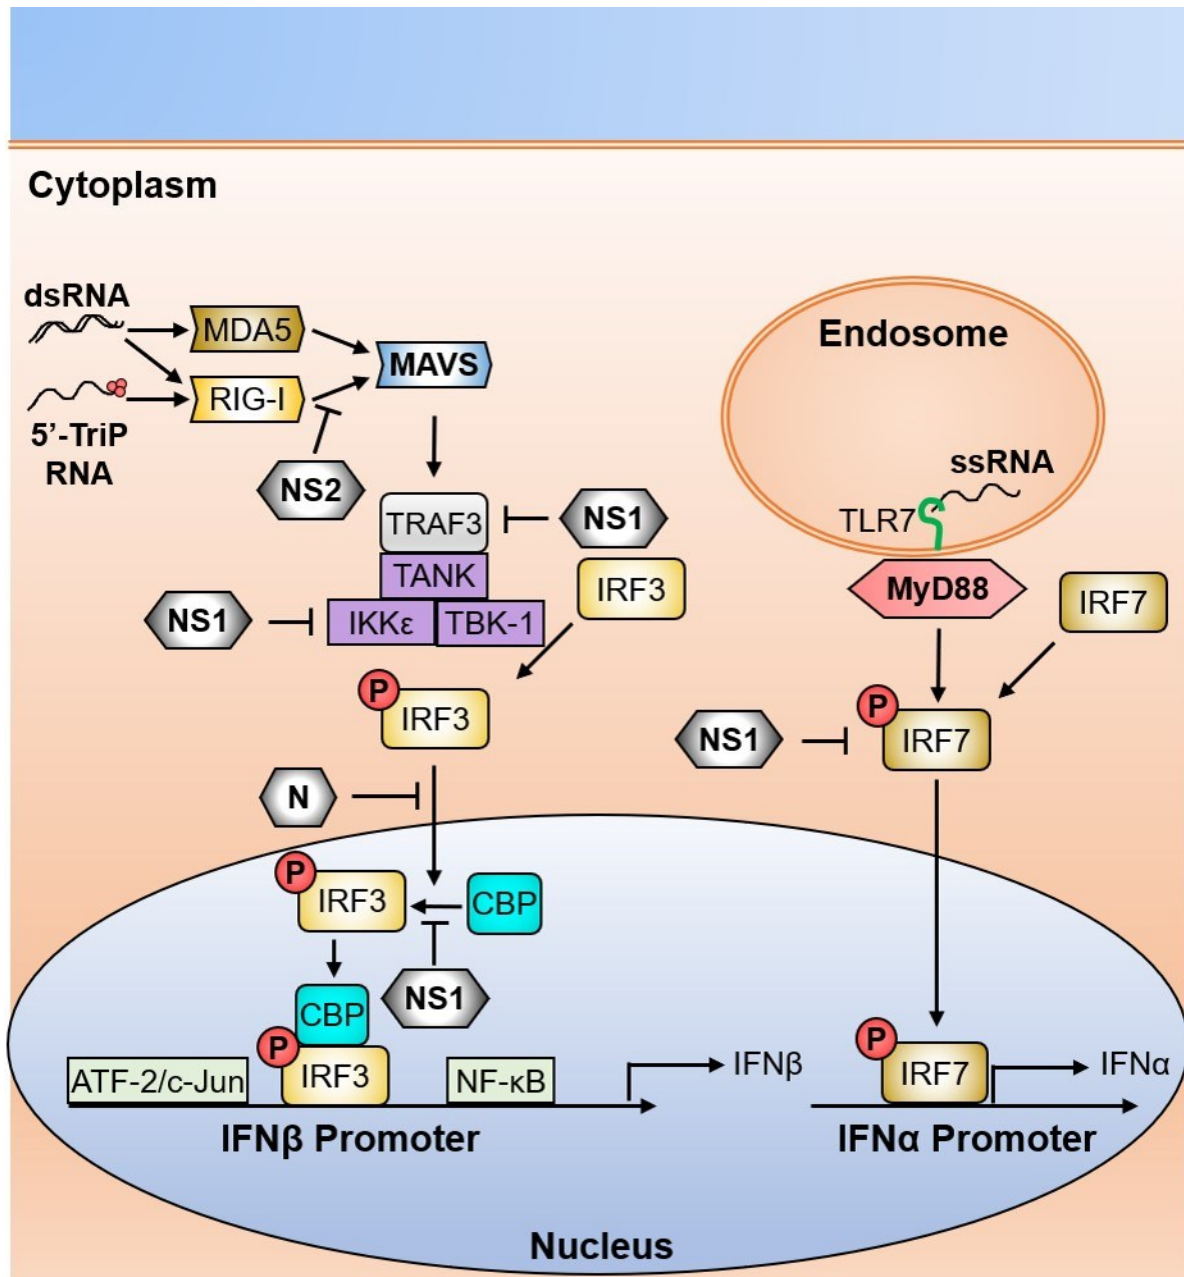 Cytoplasm
dsRNA
MDA5
MAVS
RIG-I
5’-TriP
RNA
NS2
TRAF3
NS1
TANK
IRF3
NS1
IKKε
TBK-1
P
IRF3
N
Endosome
ssRNA
TLR7
MyD88
IRF7
P
IRF7
NS1
P
IRF3
CBP
NS1
CBP
P
IRF3
ATF-2/c-Jun
NF-κB
IFNβ
IFNβ Promoter
P
IRF7
IFNα
IFNα Promoter
Nucleus